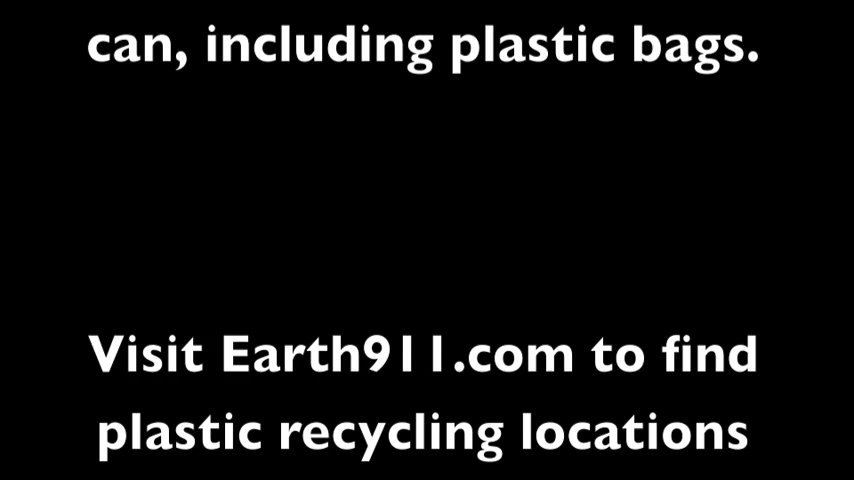 can, including plastic bags.
Visit Earth911.com to find
plastic recycling locations